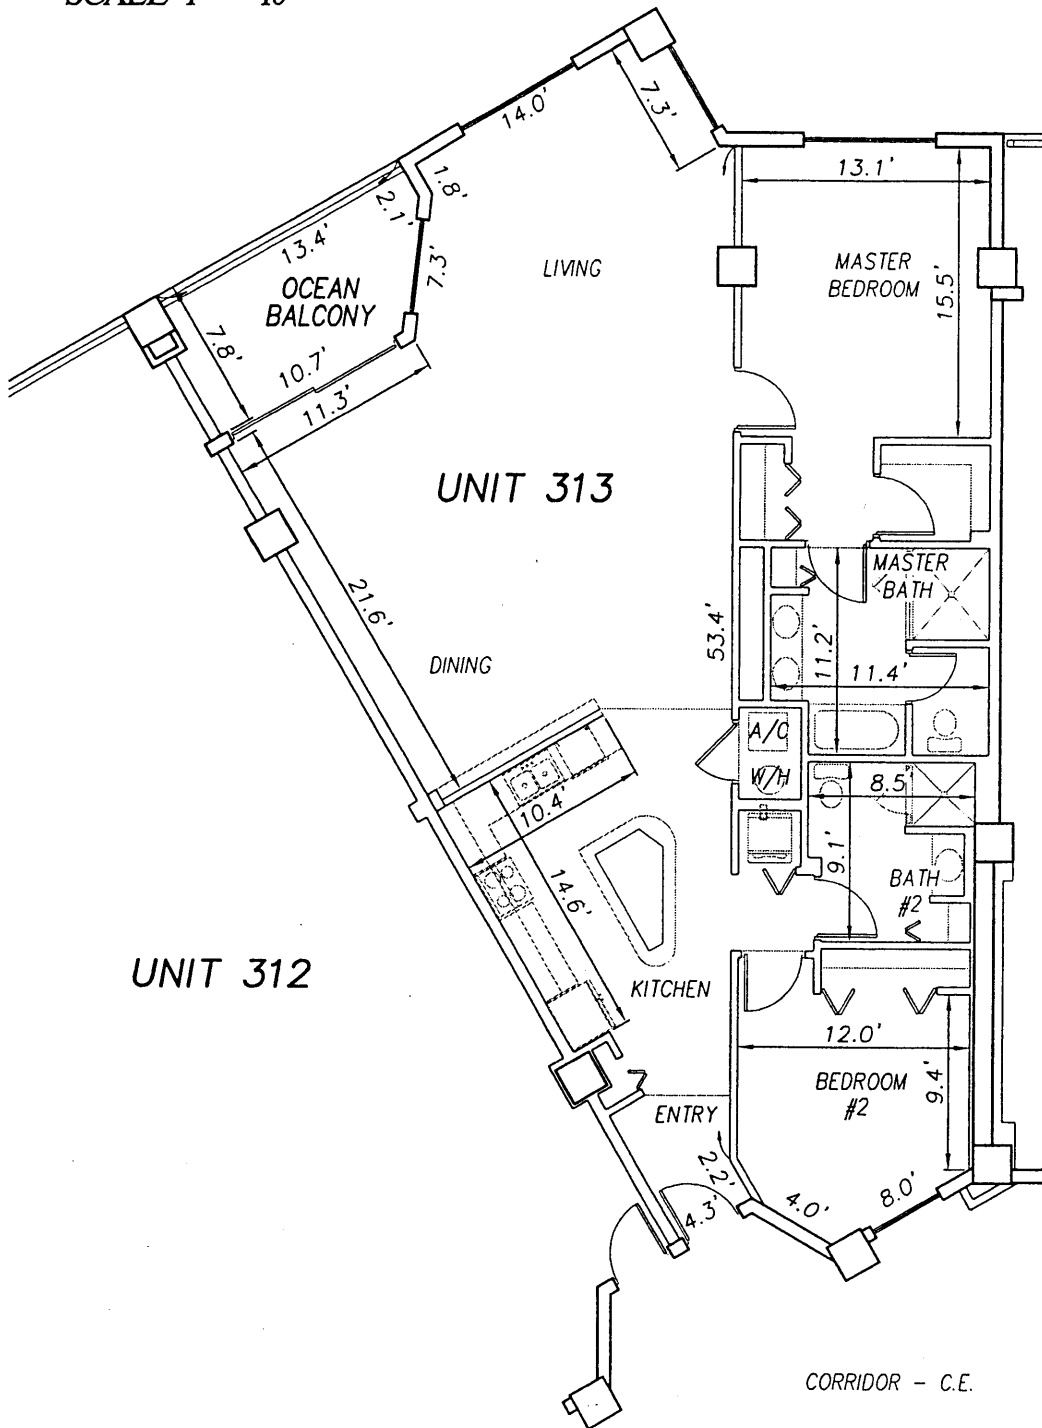 14.0'
7.3'
1.8'
2.1'
13.4'
7.3'
OCEAN
BALCONY
7.8'
10.7'
11.3'
LIVING
13.1'
MASTER
BEDROOM
15.5'
UNIT 313
21.6'
DINING
53.4'
MASTER
BATH
11.2'
11.4'
A/C
W/H
10.4'
14.6'
8.5'
9.1'
BATH
#2
UNIT 312
KITCHEN
12.0'
BEDROOM
#2
9.4'
ENTRY
2.2'
4.3'
4.0'
8.0'
CORRIDOR - C.E.